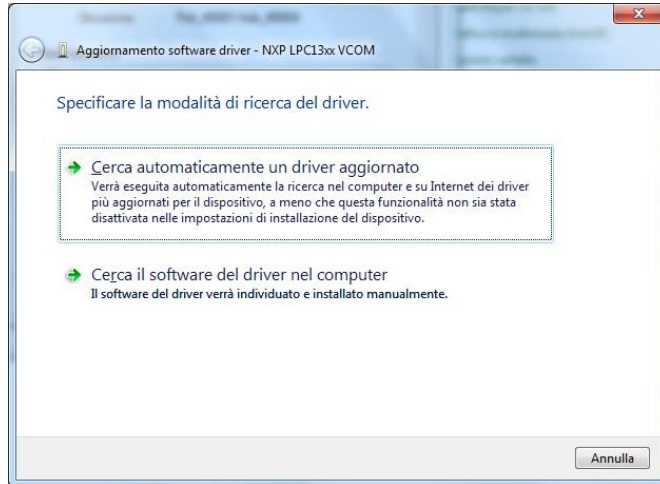 Aggiornamento software driver - NXP LPC13xx VCOM
Specificare la modalità di ricerca del driver.
Cerca automaticamente un driver aggiornato
Verrà eseguita automaticamente la ricerca nel computer e su Internet dei driver
più aggiornati per il dispositivo, a meno che questa funzionalità non sia stata
disattivata nelle impostazioni di installazione del dispositivo.
Cerca il software del driver nel computer
Il software del driver verrà individuato e installato manualmente.
Annulla